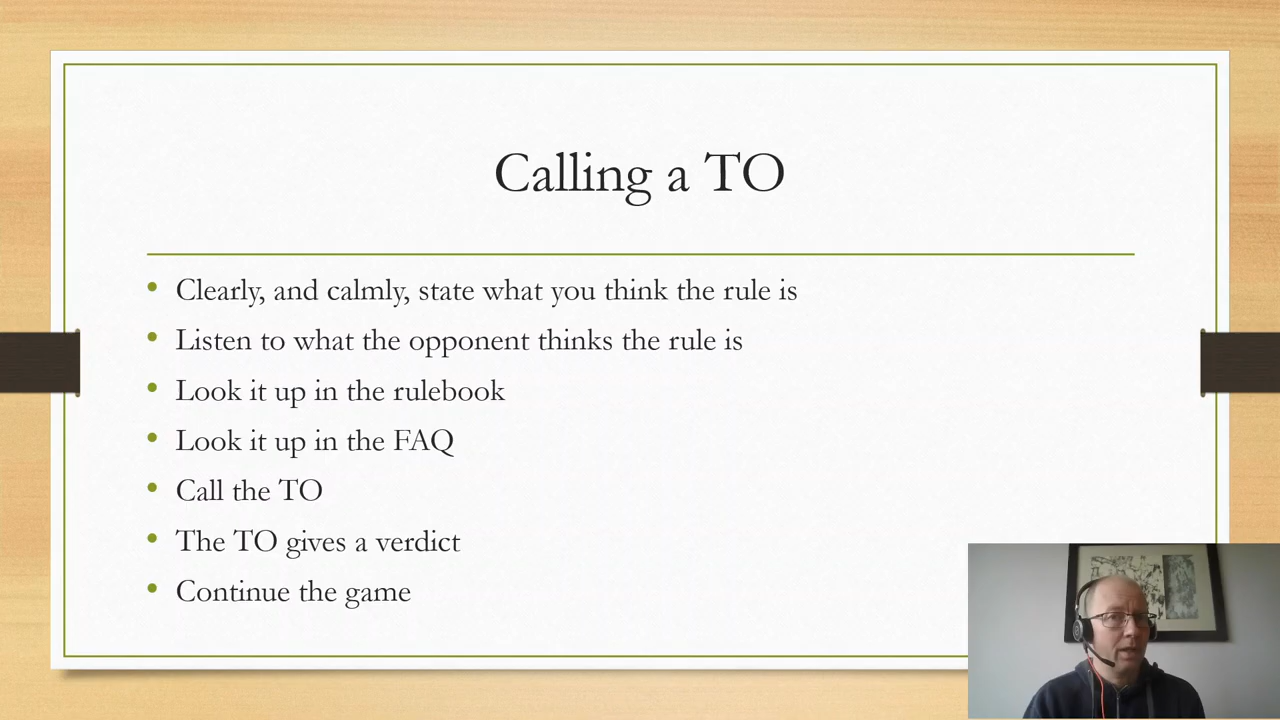 Calling a TO
Clearly, and calmly, state what you think the rule is
Listen to what the opponent thinks the rule is
Look it up in the rulebook
Look it up in the FAQ
Call the TO
The TO gives a verdict
Continue the game